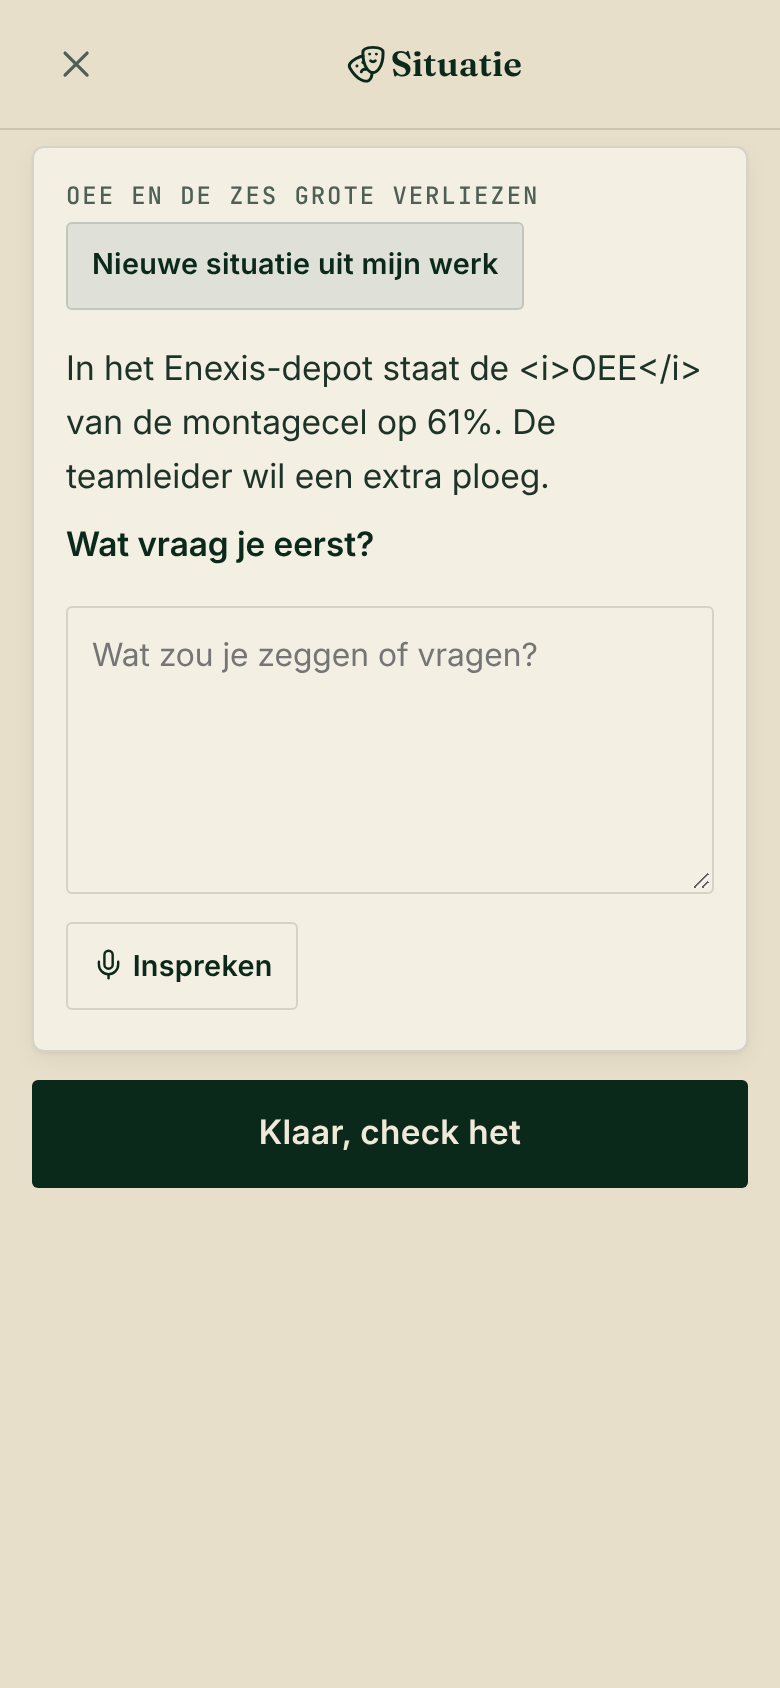 Situatie
OEE EN DE ZES GROTE VERLIEZEN
Nieuwe situatie uit mijn werk
In het Enexis-depot staat de <i>OEE</i>
van de montagecel op 61%. De
teamleider wil een extra ploeg.
Wat vraag je eerst?
Wat zou je zeggen of vragen?
Inspreken
Klaar, check het